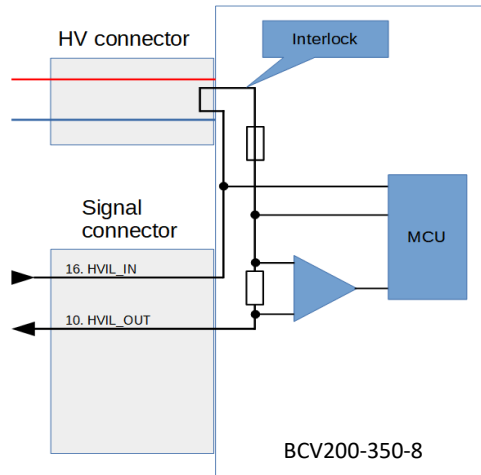 HV connector
Interlock
Signal
connector
MCU
16. HVIL_IN
10. HVIL_OUT
BCV200-350-8